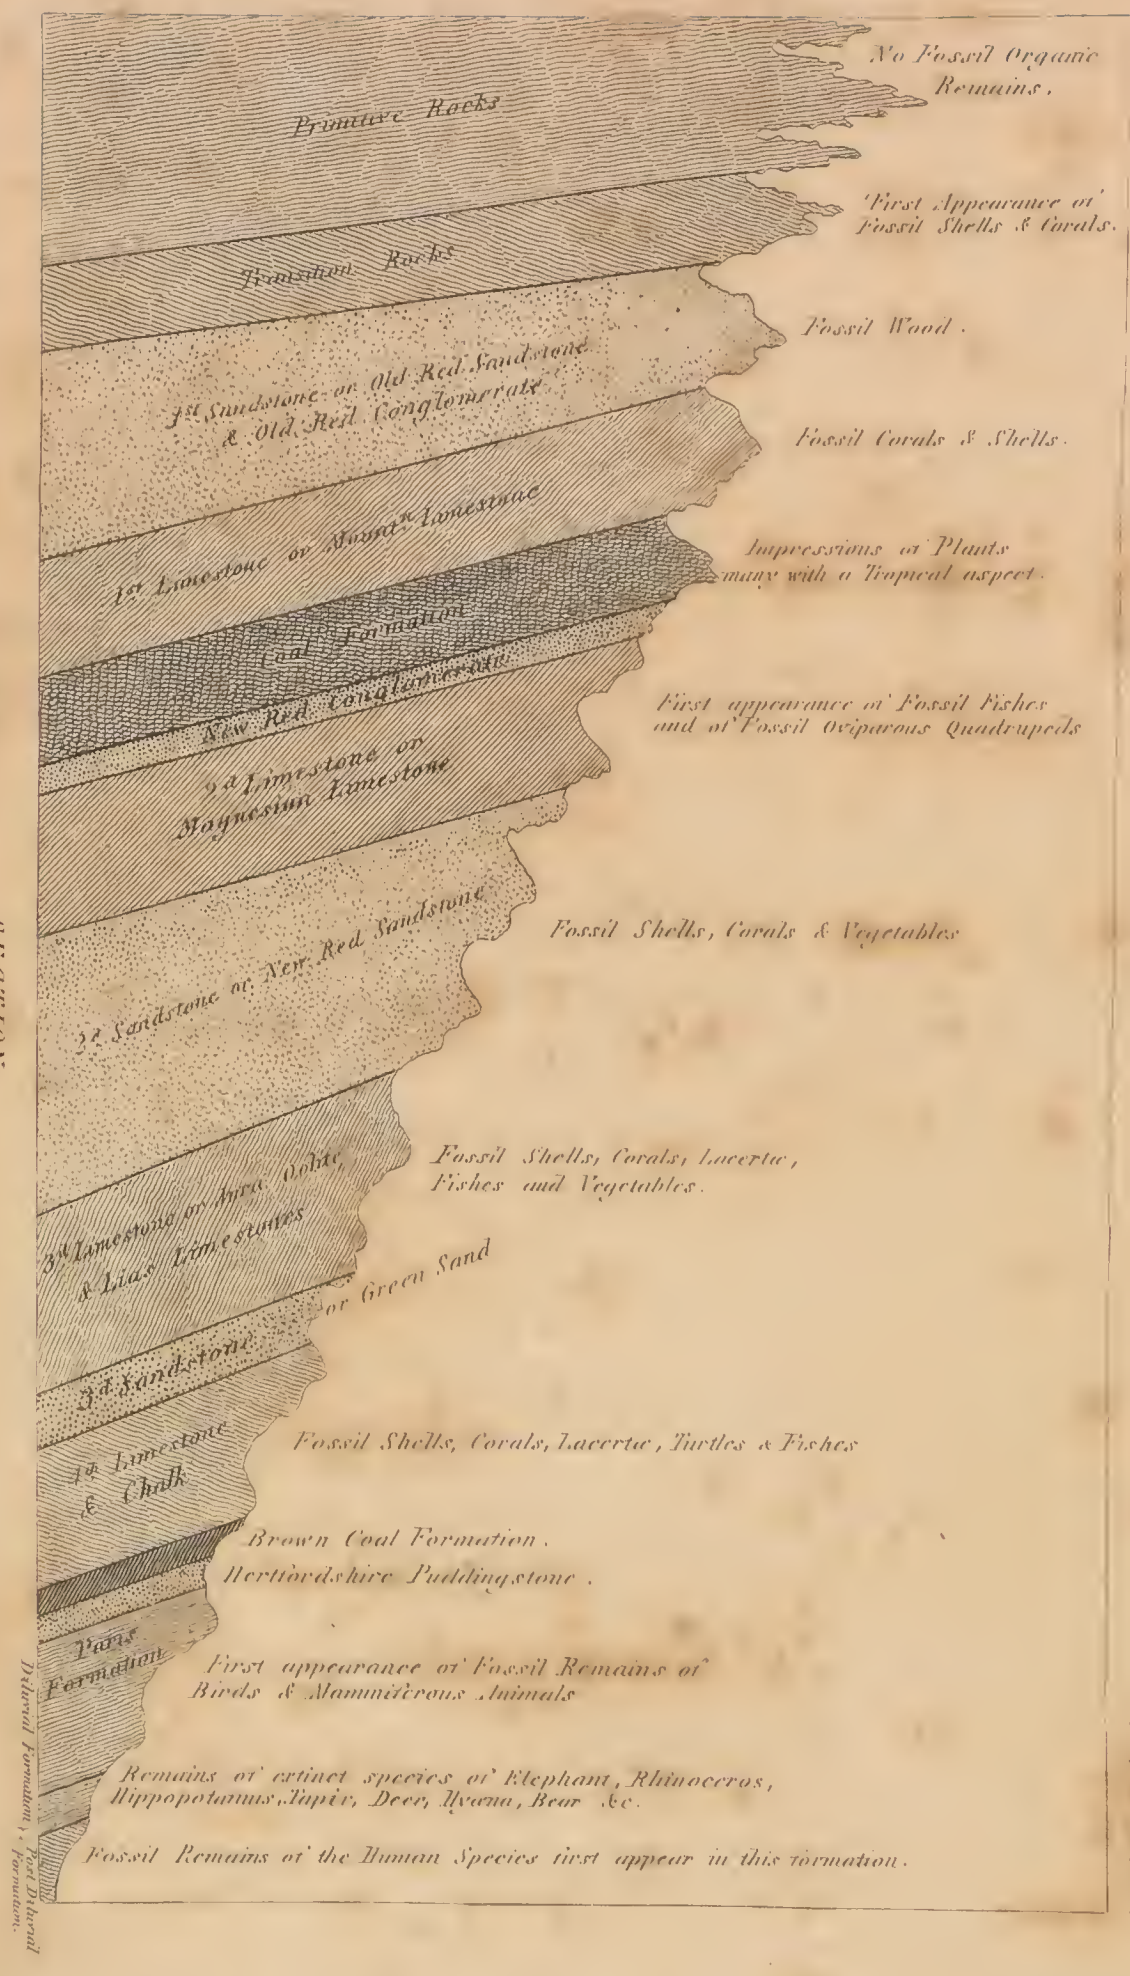 No Fossil Organic
Remains.
Primitive Rocks
First Appearance of
Fossil Shells & Corals.
Transition Rocks
Fossil Wood.
1st Sandstone or Old Red Sandstone
& Old Red Conglomerate
Fossil Corals & Shells.
1st Limestone or Mountn Limestone
Impressions of Plants
many with a Tropical aspect.
Coal Formation
New Red Conglomerate
First appearance of Fossil Fishes
and of Fossil Oviparous Quadrupeds
2d Limestone or
Magnesian Limestone
2d Sandstone or New Red Sandstone
Fossil Shells, Corals & Vegetables
Fossil Shells, Corals, Lacertæ,
Fishes and Vegetables.
3d Limestone or Jura Oolite
& Lias Limestones
3d Sandstone or Green Sand
4th Limestone
& Chalk
Fossil Shells, Corals, Lacertæ, Turtles & Fishes
Brown Coal Formation.
Hertfordshire Puddingstone.
Paris
Formation
First appearance of Fossil Remains of
Birds & Mammiferous Animals
Remains of extinct species of Elephant, Rhinoceros,
Hippopotamus, Tapir, Deer, Hyæna, Bear &c.
Diluvial Formation.
Fossil Remains of the Human Species first appear in this formation.
Post Diluvial
Formation.